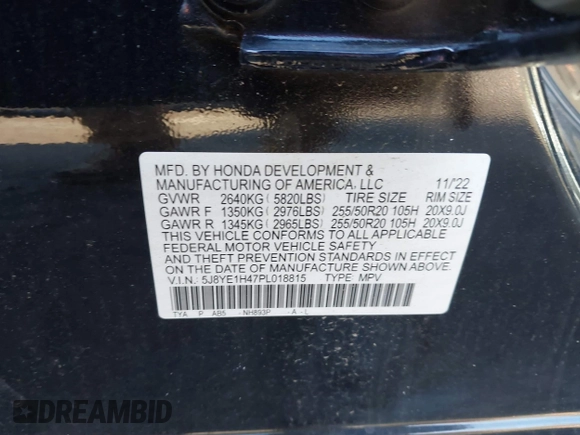 MFD. BY HONDA DEVELOPMENT &
MANUFACTURING OF AMERICA, LLC 11/'22
GVWR 2640KG ( 5820LBS) TIRE SIZE RIM SIZE
GAWR F 1350KG ( 2976LBS) 255/50R20 105H 20X9.0J
GAWR R 1345KG ( 2965LBS) 255/50R20 105H 20X9.0J
THIS VEHICLE CONFORMS TO ALL APPLICABLE
FEDERAL MOTOR VEHICLE SAFETY
AND THEFT PREVENTION STANDARDS IN EFFECT
ON THE DATE OF MANUFACTURE SHOWN ABOVE.
V.I.N.: 5J8YE1H47PL018815 TYPE: MPV
TYA P AB5 -NH893P -A -L
DREAMBID